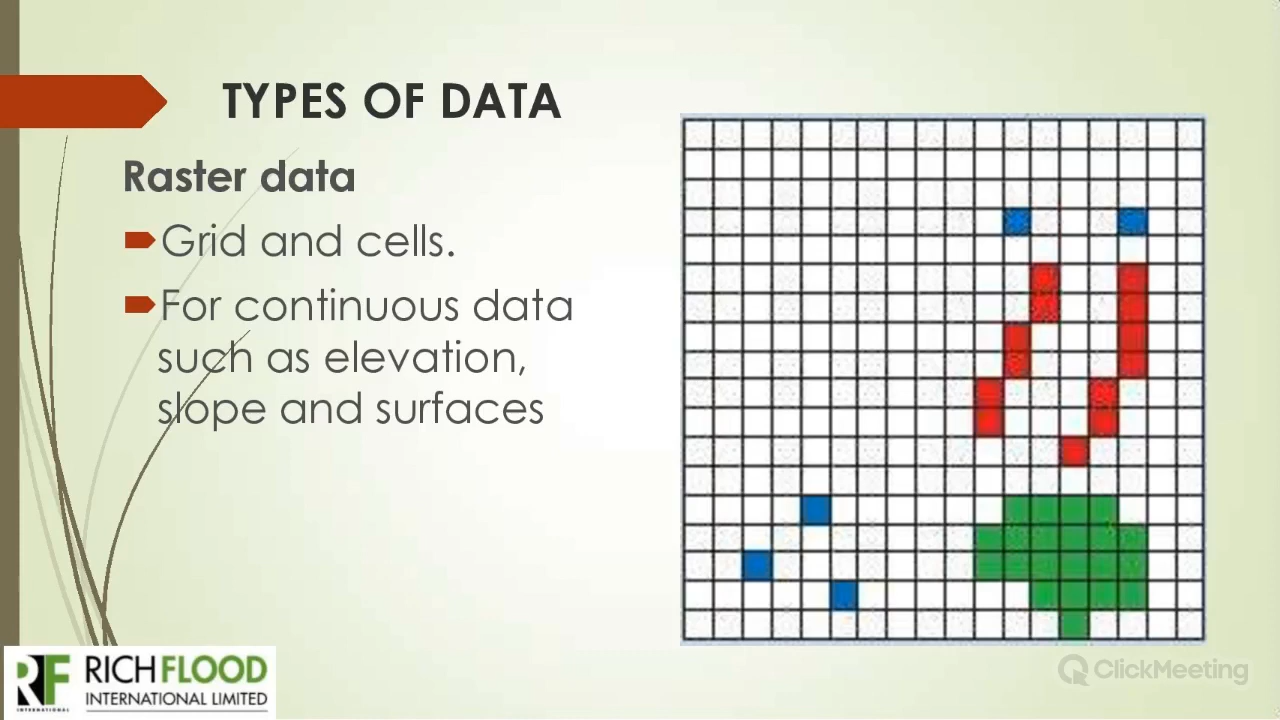 TYPES OF DATA
Raster data
Grid and cells.
For continuous data
such as elevation,
slope and surfaces
RF
INTERNATIONAL
RICHFLOOD
INTERNATIONAL LIMITED
ClickMeeting